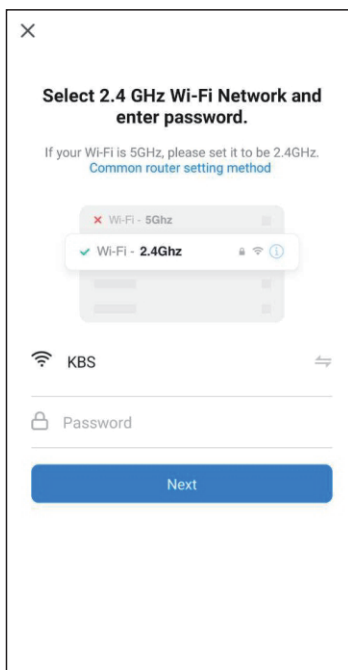 Select 2.4 GHz Wi-Fi Network and
enter password.
If your Wi-Fi is 5GHz, please set it to be 2.4GHz.
Common router setting method
Wi-Fi - 5Ghz
Wi-Fi - 2.4Ghz
KBS
Password
Next